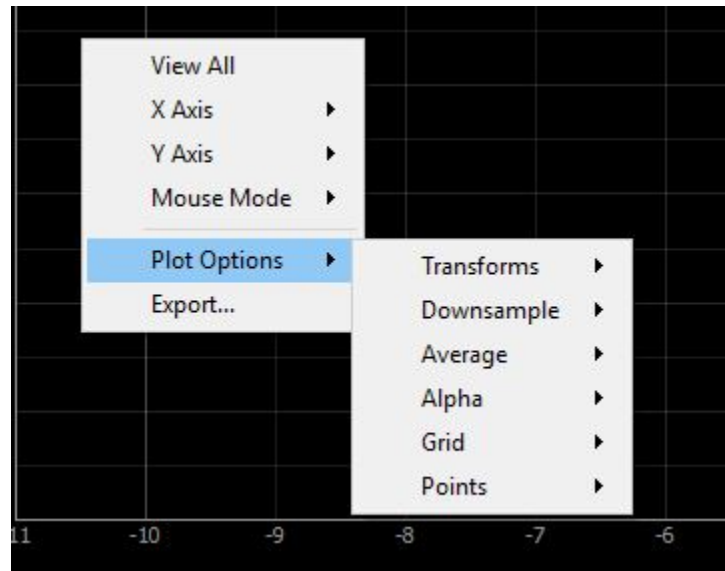 View All
X Axis
Y Axis
Mouse Mode
Plot Options
Export...
Transforms
Downsample
Average
Alpha
Grid
Points
11 -10 -9 -8 -7 -6